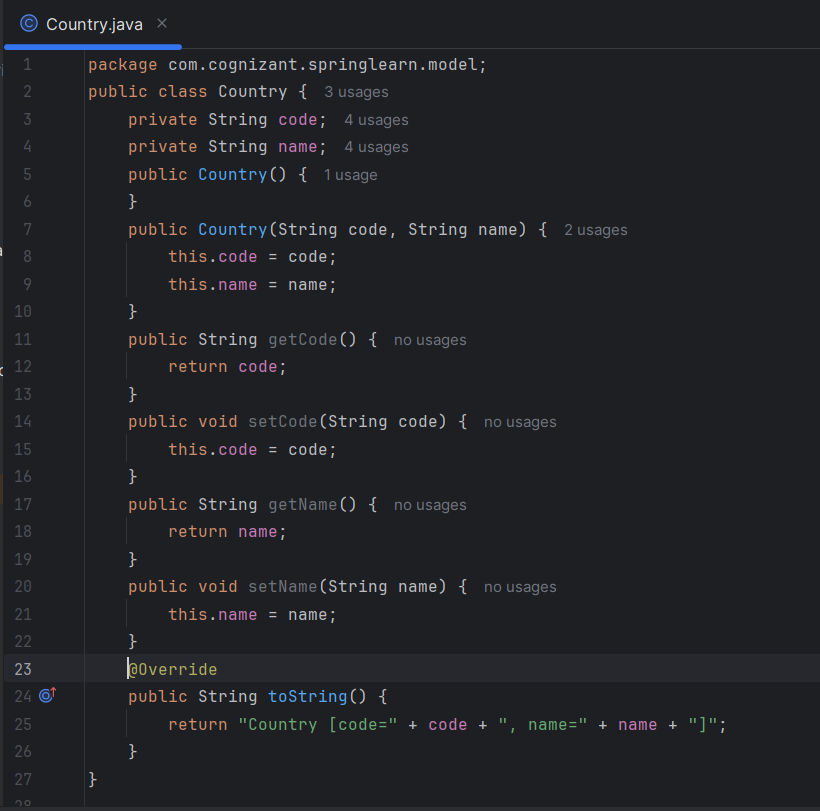 Country.java
1 package com.cognizant.springlearn.model;
2 public class Country { 3 usages
3 private String code; 4 usages
4 private String name; 4 usages
5 public Country() { 1 usage
6 }
7 public Country(String code, String name) { 2 usages
8 this.code = code;
9 this.name = name;
10 }
11 public String getCode() { no usages
12 return code;
13 }
14 public void setCode(String code) { no usages
15 this.code = code;
16 }
17 public String getName() { no usages
18 return name;
19 }
20 public void setName(String name) { no usages
21 this.name = name;
22 }
23 @Override
24 public String toString() {
25 return "Country [code=" + code + ", name=" + name + "]";
26 }
27 }
28